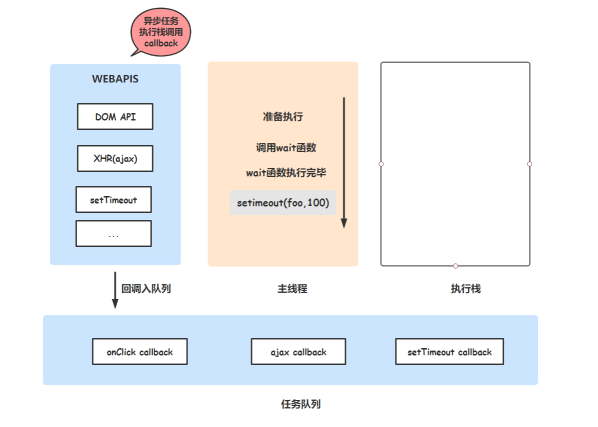 异步任务
执行栈调用
callback
WEBAPIS
DOM API
XHR(ajax)
setTimeout
...
回调入队列
准备执行
调用wait函数
wait函数执行完毕
setimeout(foo,100)
主线程
执行栈
onClick callback
ajax callback
setTimeout callback
任务队列